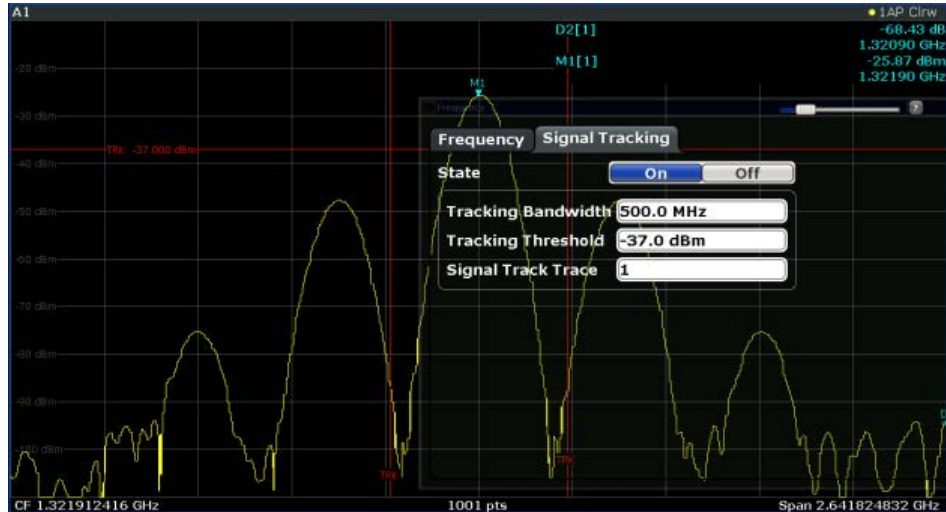 A1 1AP Clrw
D2[1] -68.43 dB
1.32090 GHz
M1[1] -25.87 dBm
1.32190 GHz
-20 dBm
M1
Frequency
-30 dBm
Frequency Signal Tracking
TRK -37.000 dBm
-40 dBm
State On Off
-50 dBm
Tracking Bandwidth 500.0 MHz
Tracking Threshold -37.0 dBm
-60 dBm
Signal Track Trace 1
-70 dBm
-80 dBm
-90 dBm
D
-100 dBm
TRK
TRK
CF 1.321912416 GHz 1001 pts Span 2.641824832 GHz